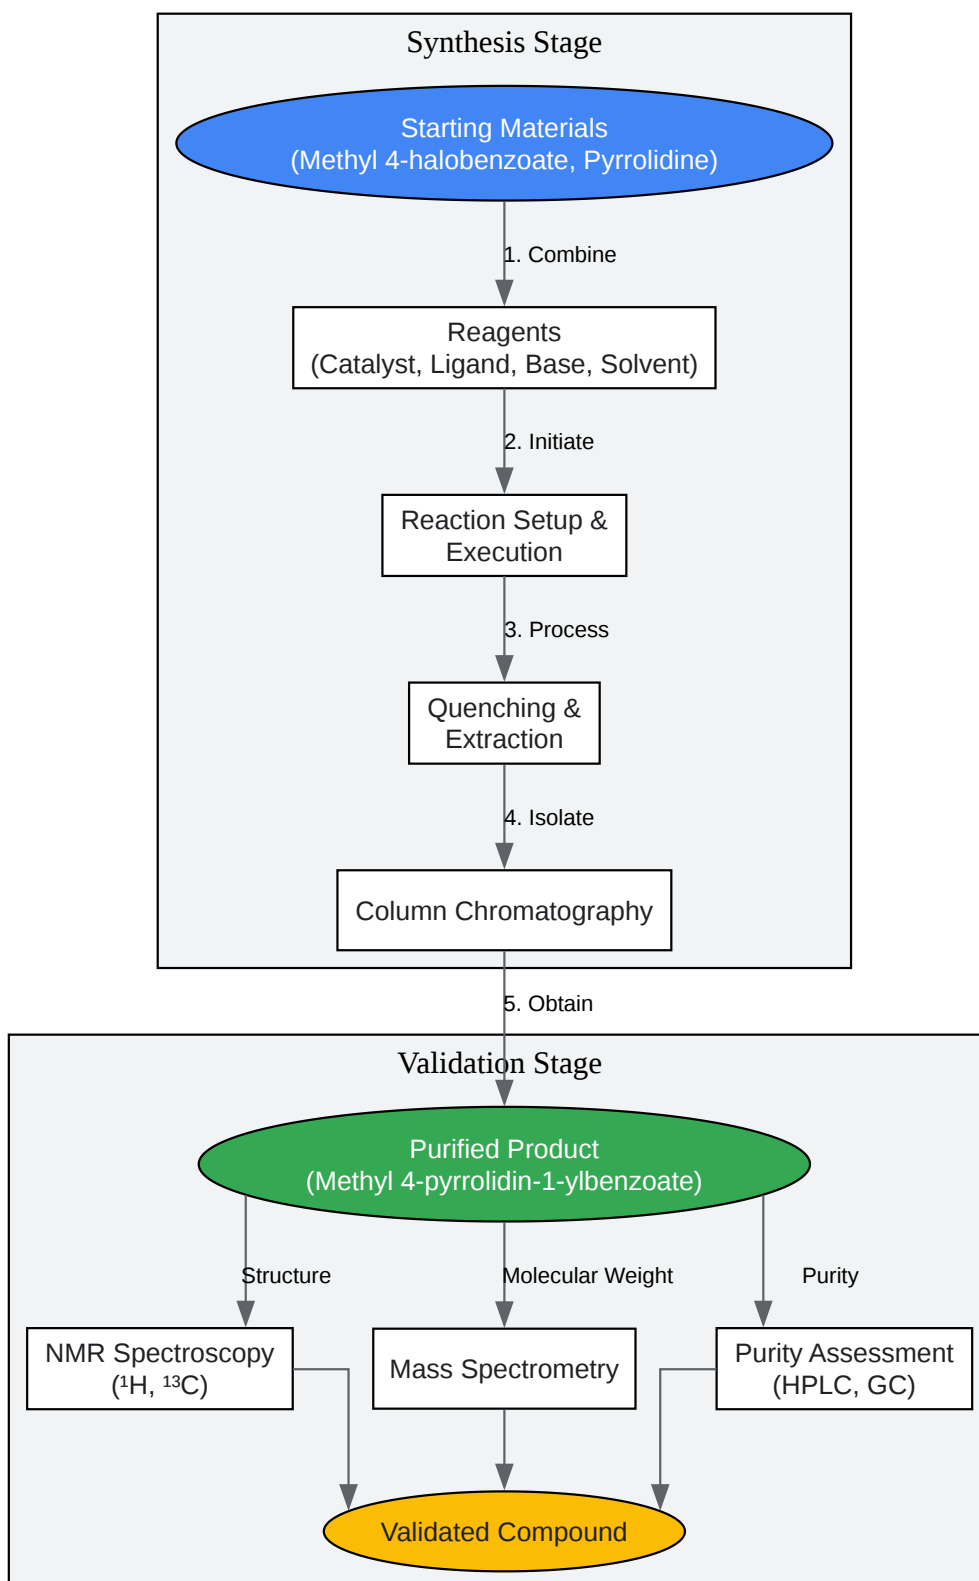 Synthesis Stage
Starting Materials
(Methyl 4-halobenzoate, Pyrrolidine)
1. Combine
Reagents
(Catalyst, Ligand, Base, Solvent)
2. Initiate
Reaction Setup &
Execution
3. Process
Quenching &
Extraction
4. Isolate
Column Chromatography
5. Obtain
Validation Stage
Purified Product
(Methyl 4-pyrrolidin-1-ylbenzoate)
Structure
Molecular Weight
Purity
NMR Spectroscopy
(¹H, ¹³C)
Mass Spectrometry
Purity Assessment
(HPLC, GC)
Validated Compound